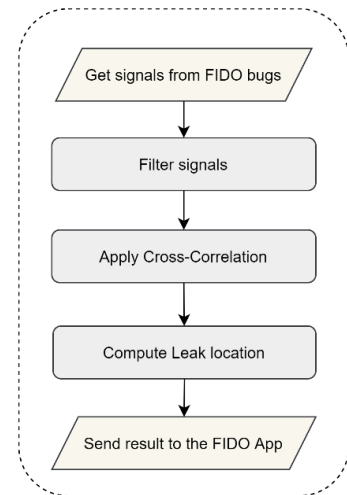 Get signals from FIDO bugs
Filter signals
Apply Cross-Correlation
Compute Leak location
Send result to the FIDO App